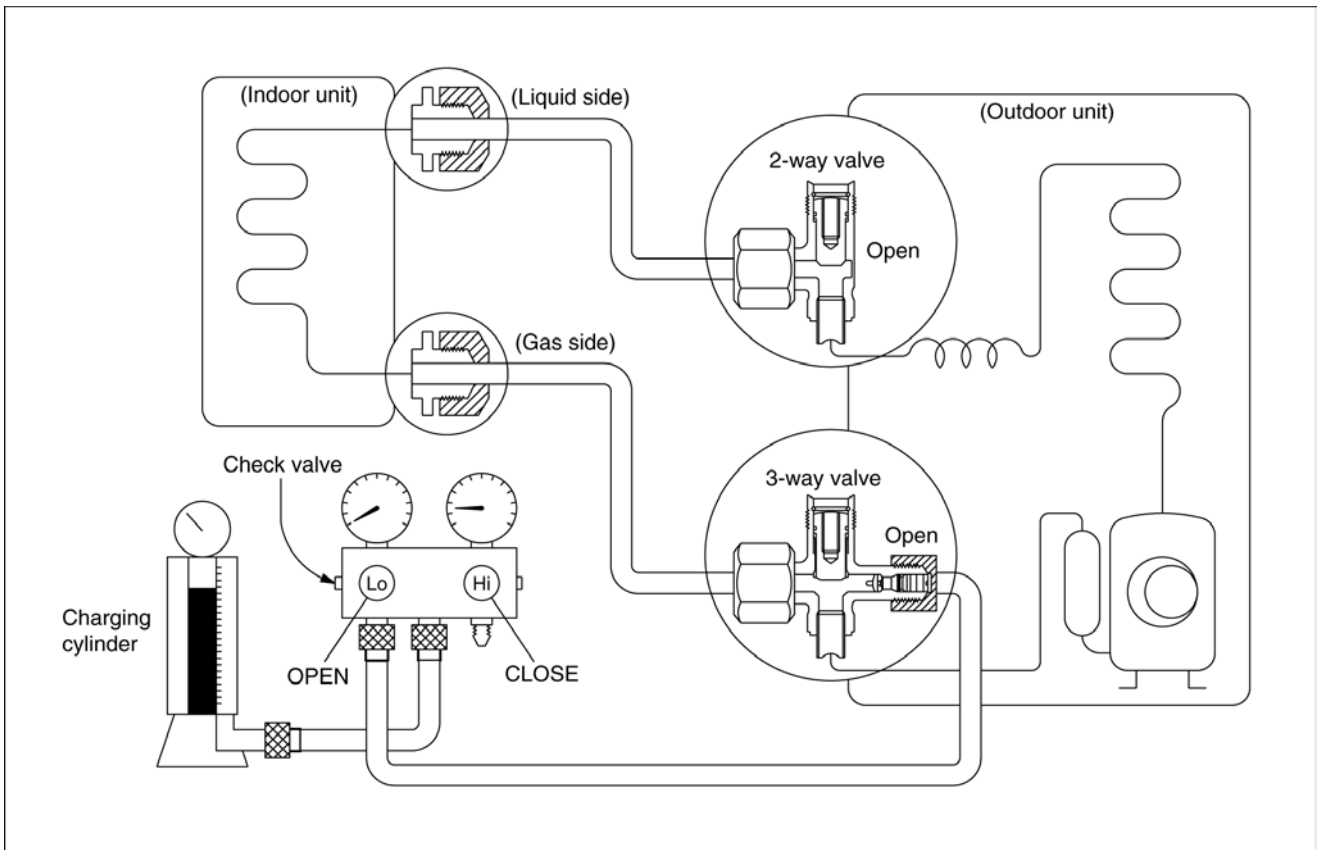 (Indoor unit)
(Liquid side)
(Outdoor unit)
2-way valve
Open
(Gas side)
Check valve
3-way valve
Open
Lo
Hi
Charging
cylinder
OPEN
CLOSE